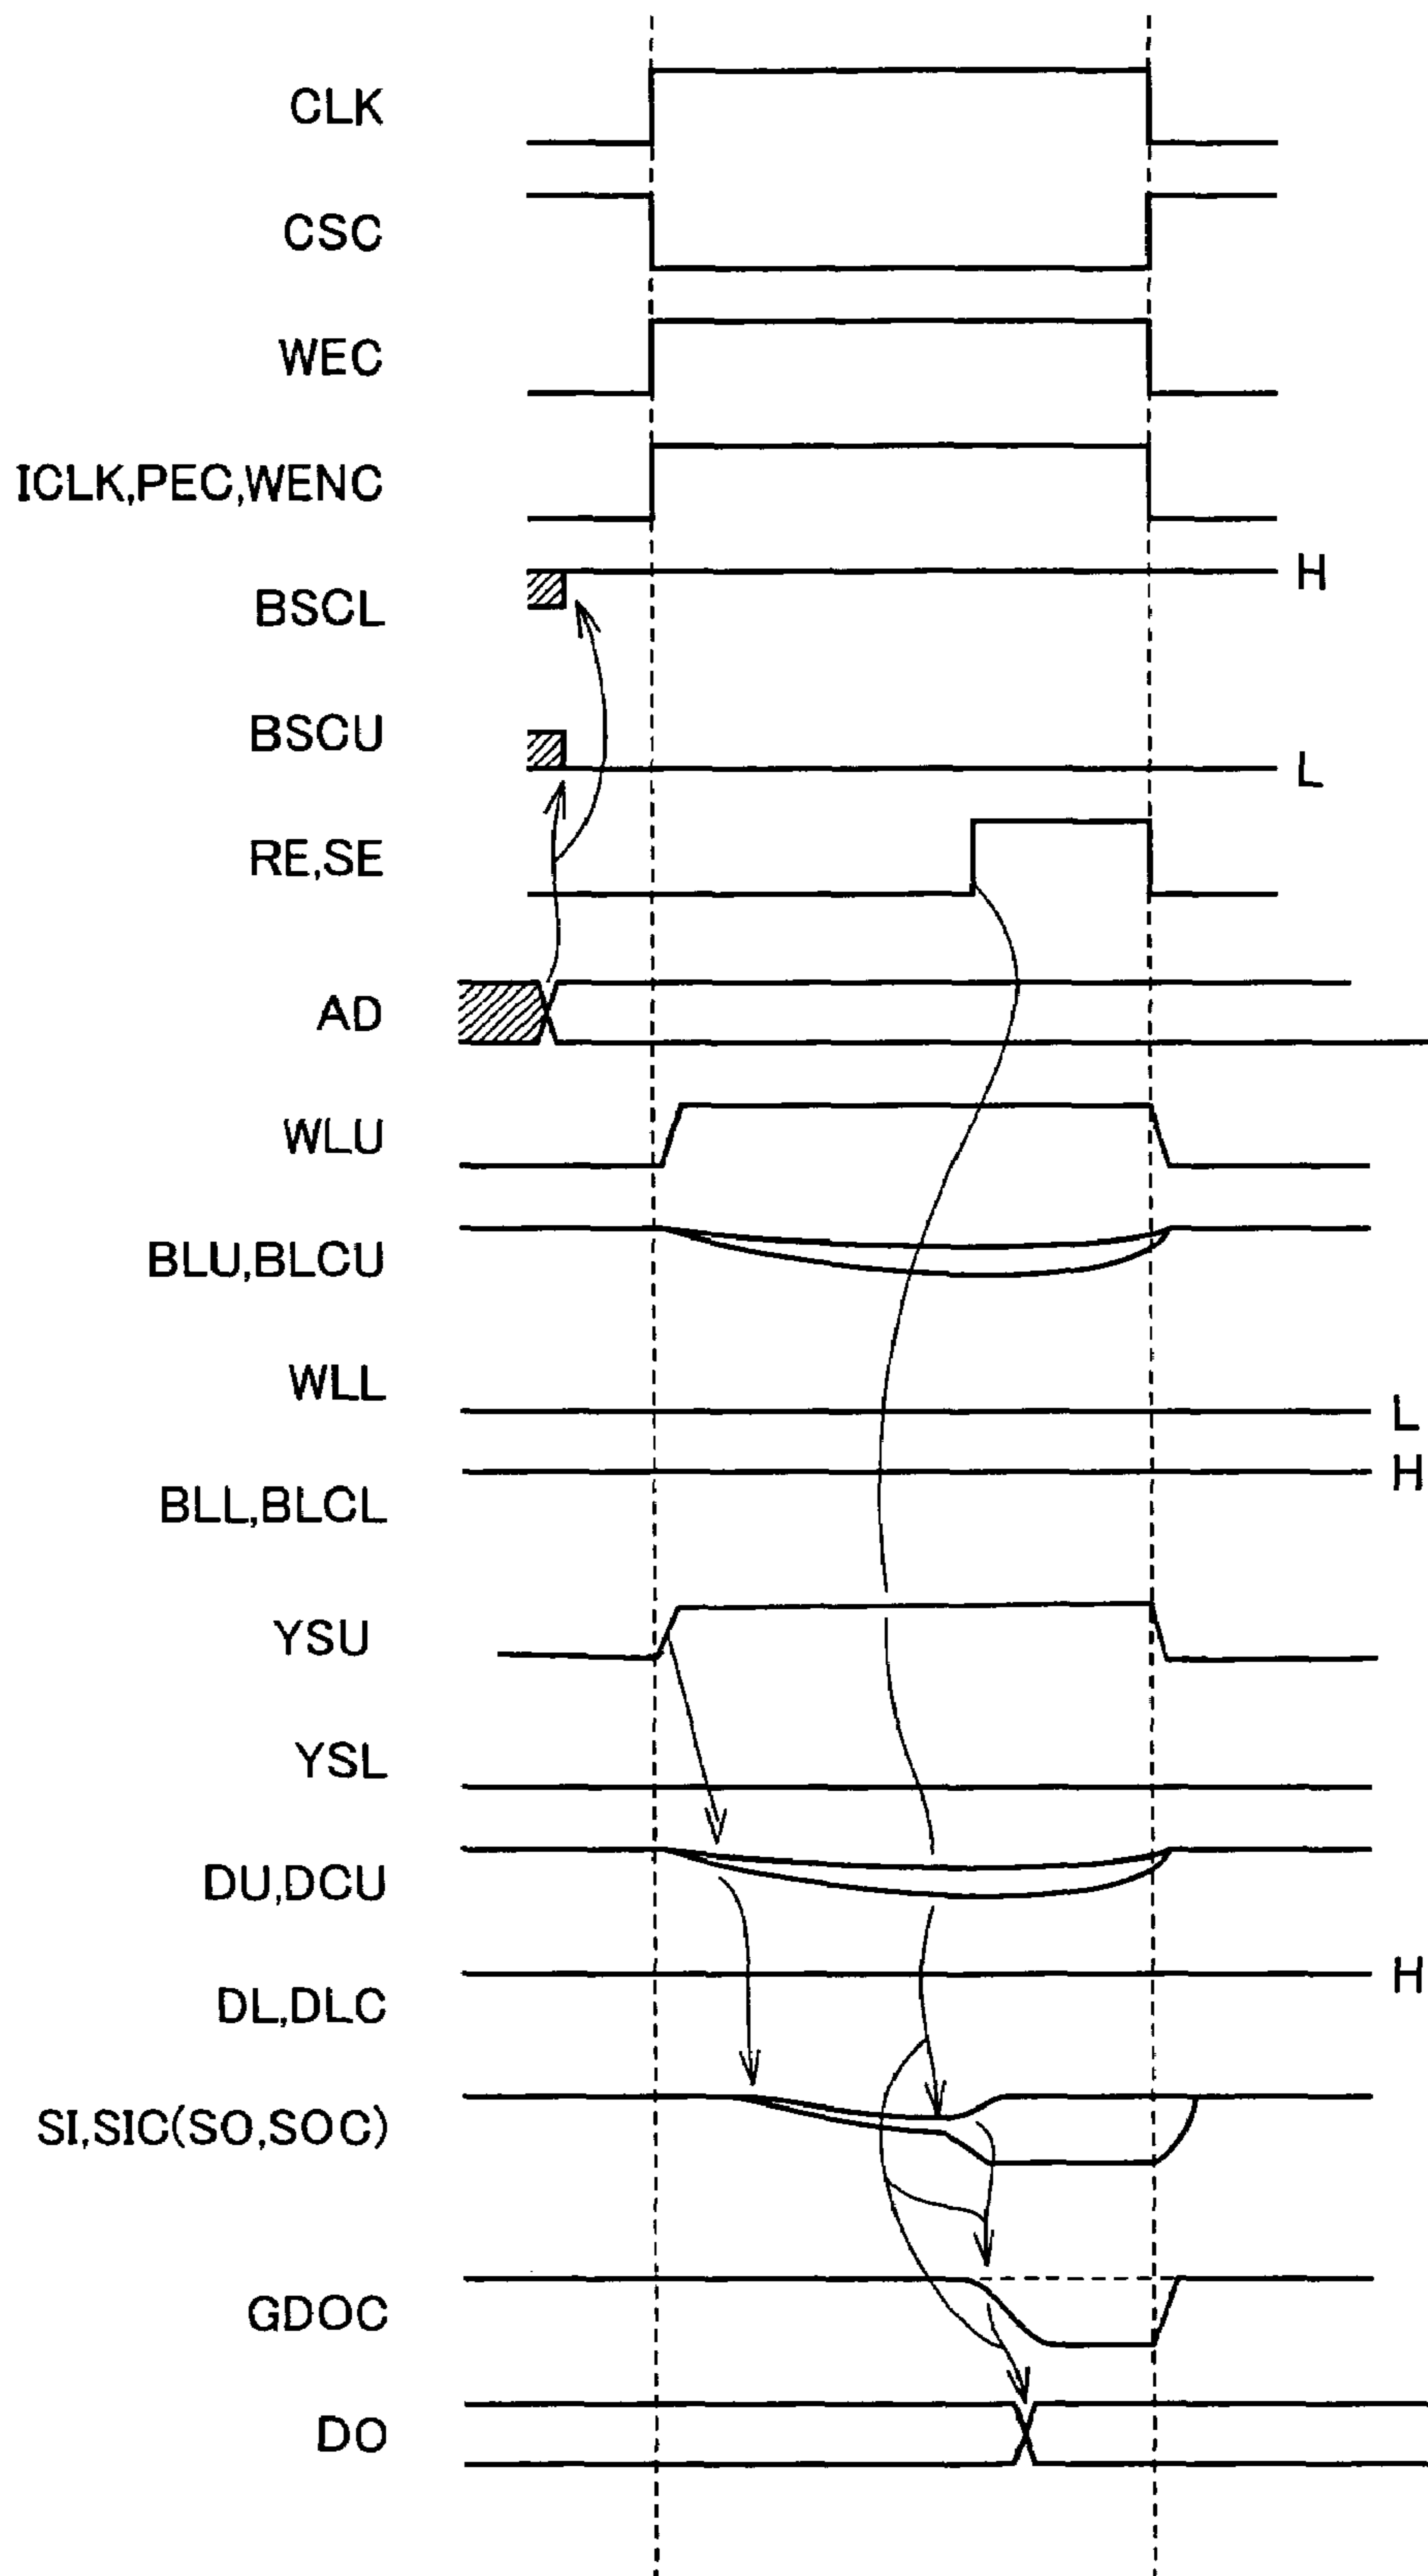 CLK
CSC
WEC
ICLK,PEC,WENC
BSCL
H
BSCU
L
RE,SE
AD
WLU
BLU,BLCU
WLL
L
BLL,BLCL
H
YSU
YSL
DU,DCU
DL,DLC
H
SI,SIC(SO,SOC)
GDOC
DO